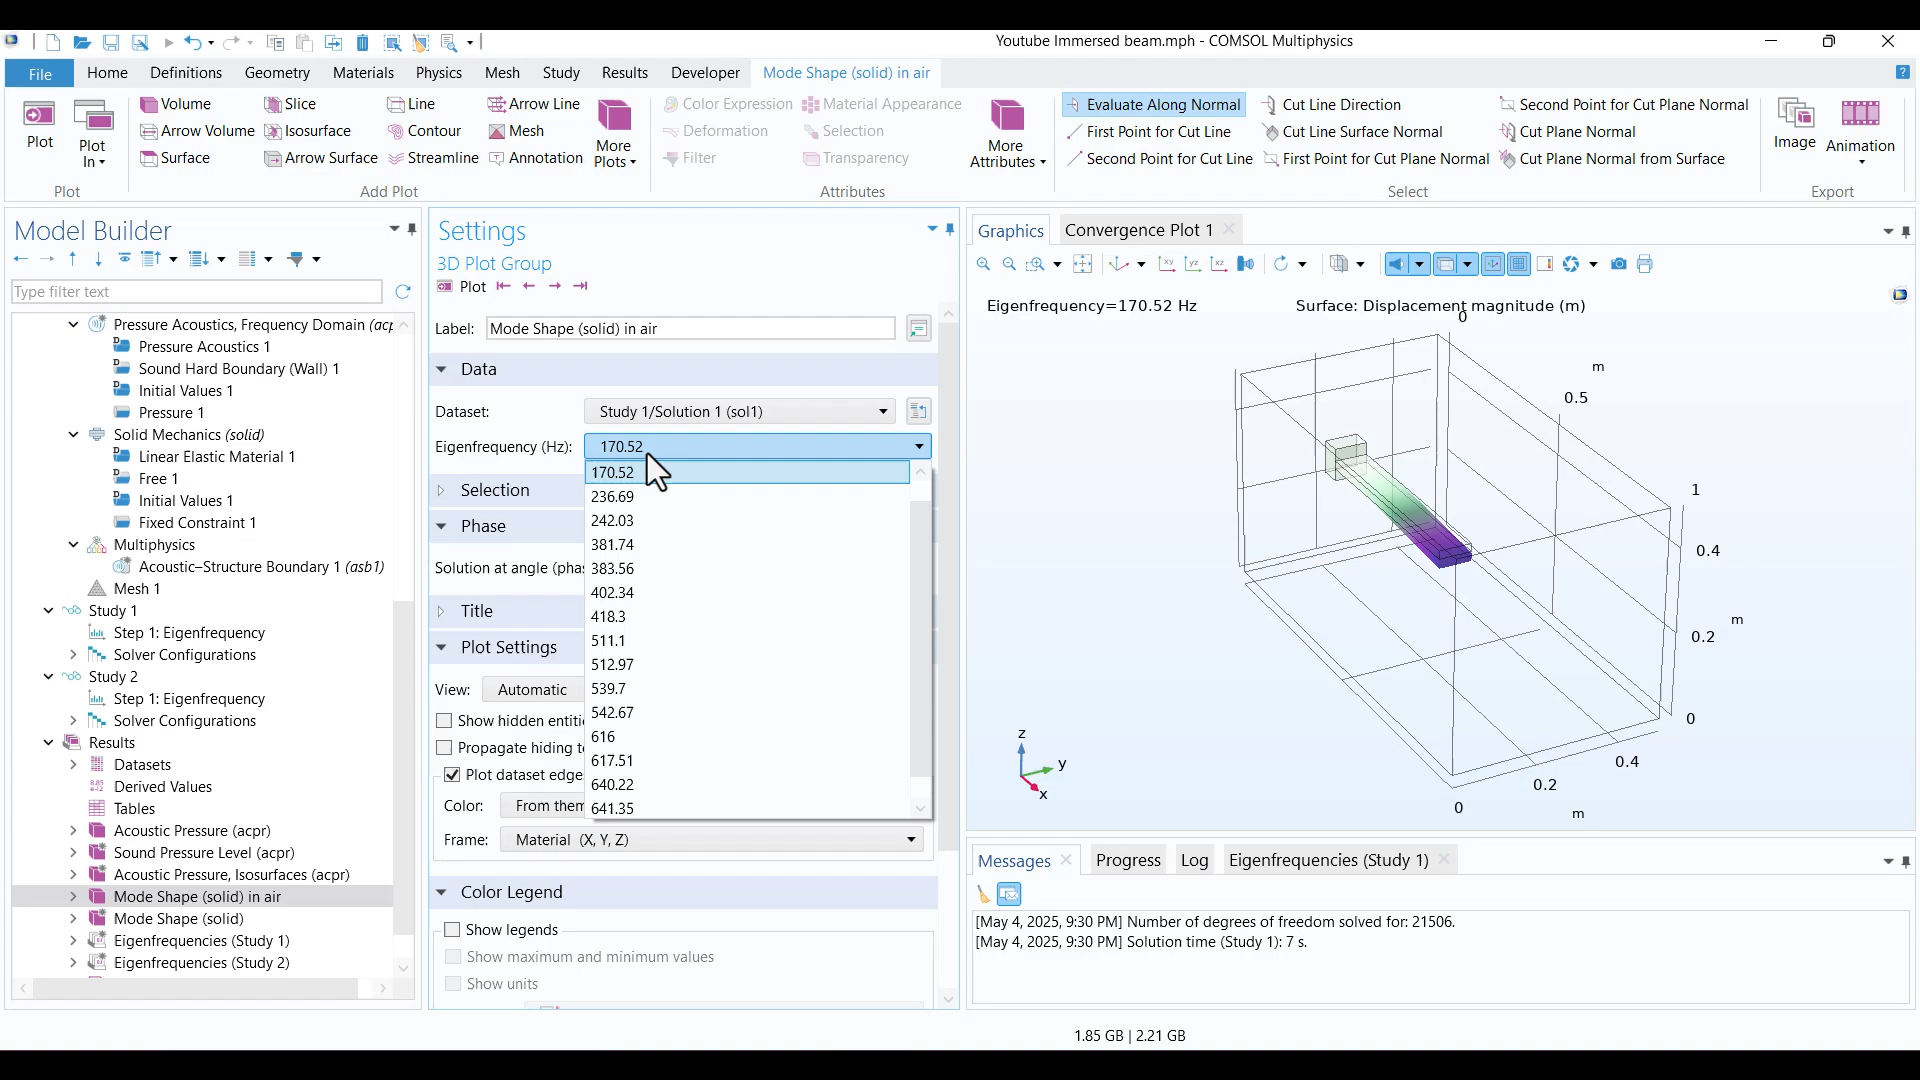 Youtube Immersed beam.mph - COMSOL Multiphysics
File Home Definitions Geometry Materials Physics Mesh Study Results Developer Mode Shape (solid) in air
Plot
Plot In
Plot
Volume Slice Line Arrow Line
Arrow Volume Isosurface Contour Mesh
Surface Arrow Surface Streamline Annotation
More Plots
Add Plot
Color Expression Material Appearance
Deformation Selection
Filter Transparency
More Attributes
Attributes
Evaluate Along Normal Cut Line Direction Second Point for Cut Plane Normal
First Point for Cut Line Cut Line Surface Normal Cut Plane Normal
Second Point for Cut Line First Point for Cut Plane Normal Cut Plane Normal from Surface
Select
Image Animation
Export
Model Builder
Type filter text
Pressure Acoustics, Frequency Domain (acp
Pressure Acoustics 1
Sound Hard Boundary (Wall) 1
Initial Values 1
Pressure 1
Solid Mechanics (solid)
Linear Elastic Material 1
Free 1
Initial Values 1
Fixed Constraint 1
Multiphysics
Acoustic–Structure Boundary 1 (asb1)
Mesh 1
Study 1
Step 1: Eigenfrequency
Solver Configurations
Study 2
Step 1: Eigenfrequency
Solver Configurations
Results
Datasets
Derived Values
Tables
Acoustic Pressure (acpr)
Sound Pressure Level (acpr)
Acoustic Pressure, Isosurfaces (acpr)
Mode Shape (solid) in air
Mode Shape (solid)
Eigenfrequencies (Study 1)
Eigenfrequencies (Study 2)
Settings
3D Plot Group
Plot
Label: Mode Shape (solid) in air
Data
Dataset: Study 1/Solution 1 (sol1)
Eigenfrequency (Hz): 170.52
170.52
236.69
242.03
381.74
383.56
402.34
418.3
511.1
512.97
539.7
542.67
616
617.51
640.22
641.35
Selection
Phase
Solution at angle (pha
Title
Plot Settings
View: Automatic
Show hidden entiti
Propagate hiding t
Plot dataset edge
Color: From them
Frame: Material (X, Y, Z)
Color Legend
Show legends
Show maximum and minimum values
Show units
Graphics Convergence Plot 1
xy yz xz
Eigenfrequency=170.52 Hz Surface: Displacement magnitude (m)
0
m
0.5
1
0.4
m
0.2
0
0.4
0.2
0
m
z
y
x
Messages Progress Log Eigenfrequencies (Study 1)
[May 4, 2025, 9:30 PM] Number of degrees of freedom solved for: 21506.
[May 4, 2025, 9:30 PM] Solution time (Study 1): 7 s.
1.85 GB | 2.21 GB